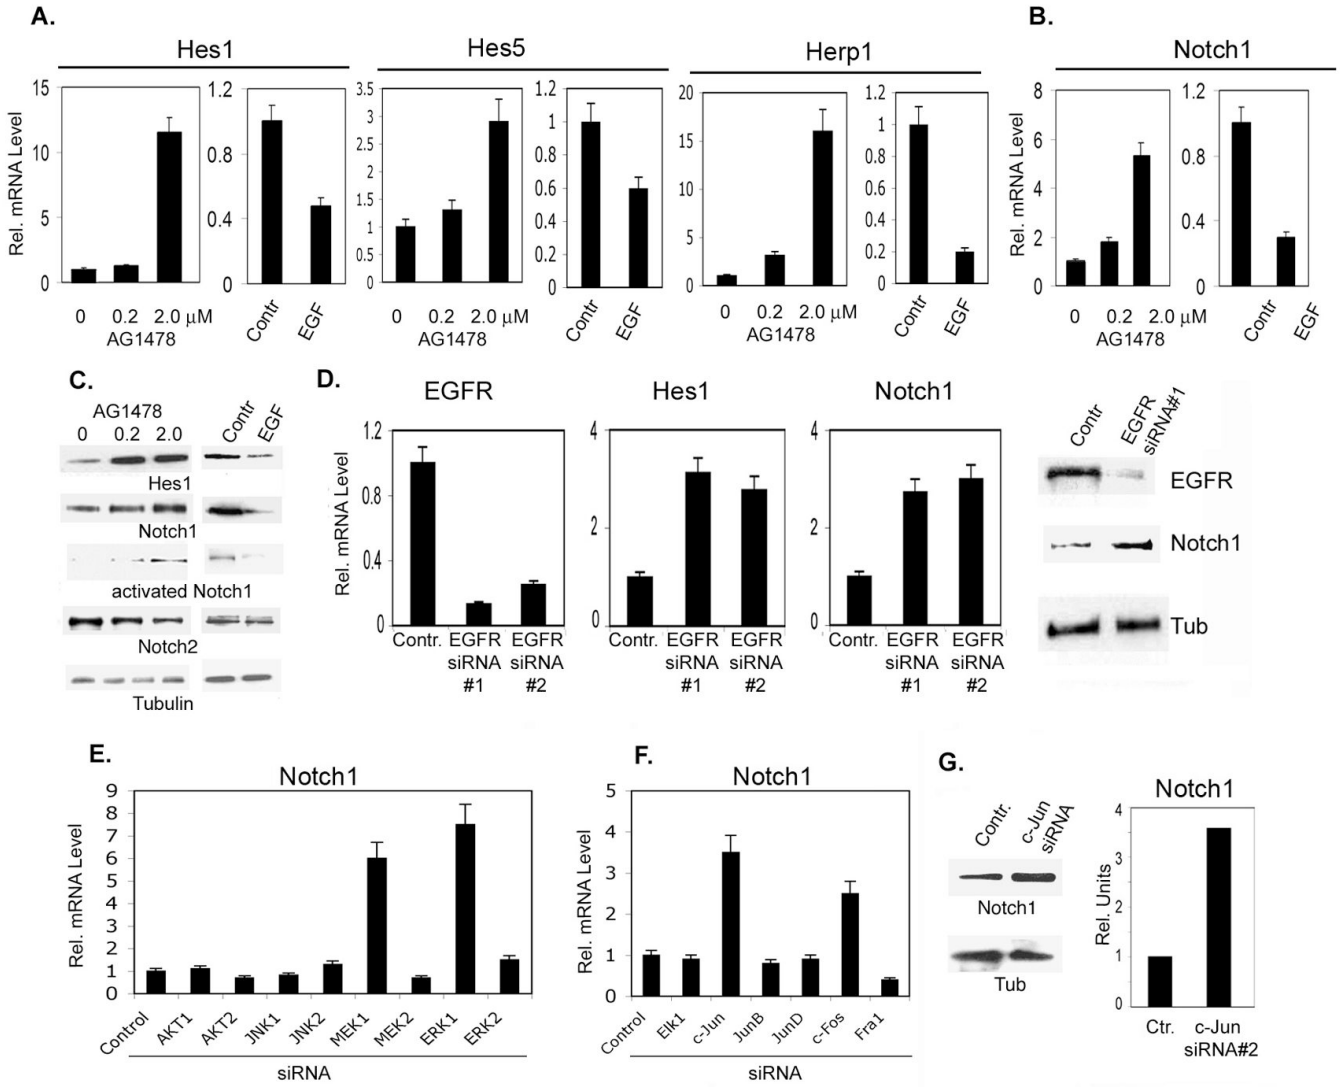 A.
B.
Hes1
Hes5
Herp1
Notch1
Rel. mRNA Level
15
10
5
0
1.2
0.8
0.4
0
3.5
3
2.5
2
1.5
1
0.5
0
1.2
1
0.8
0.6
0.4
0.2
0
20
15
10
5
0
1.2
1
0.8
0.6
0.4
0.2
0
Rel. mRNA Level
8
6
4
2
0
1.2
0.8
0.4
0
0 0.2 2.0 µM
AG1478
Contr EGF
0 0.2 2.0 µM
AG1478
Contr EGF
0 0.2 2.0 µM
AG1478
Contr EGF
0 0.2 2.0 µM
AG1478
Contr EGF
C.
AG1478
0 0.2 2.0
Contr EGF
Hes1
Notch1
activated Notch1
Notch2
Tubulin
D.
EGFR
Hes1
Notch1
Rel. mRNA Level
1.2
0.8
0.4
0
4
2
0
4
2
0
Contr. EGFR EGFR
siRNA siRNA
#1 #2
Contr. EGFR EGFR
siRNA siRNA
#1 #2
Contr. EGFR EGFR
siRNA siRNA
#1 #2
Contr
EGFR
siRNA#1
EGFR
Notch1
Tub
E.
Notch1
Rel. mRNA Level
9
8
7
6
5
4
3
2
1
0
Control AKT1 AKT2 JNK1 JNK2 MEK1 MEK2 ERK1 ERK2
siRNA
F.
Notch1
Rel. mRNA Level
5
4
3
2
1
0
Control Elk1 c-Jun JunB JunD c-Fos Fra1
siRNA
G.
Contr.
c-Jun
siRNA
Notch1
Tub
Notch1
Rel. Units
4
3
2
1
0
Ctr. c-Jun
siRNA#2